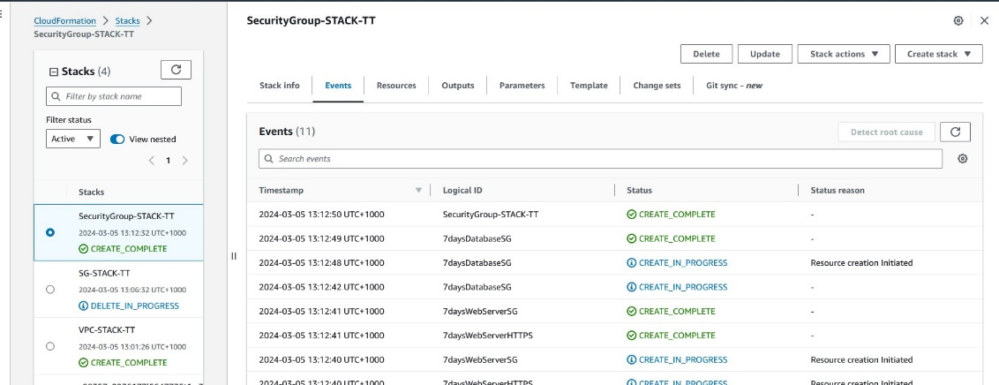 CloudFormation > Stacks >
SecurityGroup-STACK-TT
Stacks (4)
Filter by stack name
Filter status
Active
View nested
1
Stacks
SecurityGroup-STACK-TT
2024-03-05 13:12:32 UTC+1000
CREATE_COMPLETE
SG-STACK-TT
2024-03-05 13:06:32 UTC+1000
DELETE_IN_PROGRESS
VPC-STACK-TT
2024-03-05 13:01:26 UTC+1000
CREATE_COMPLETE
SecurityGroup-STACK-TT
Delete Update Stack actions Create stack
Stack info Events Resources Outputs Parameters Template Change sets Git sync - new
Events (11)
Detect root cause
Search events
Timestamp Logical ID Status Status reason
2024-03-05 13:12:50 UTC+1000 SecurityGroup-STACK-TT CREATE_COMPLETE -
2024-03-05 13:12:49 UTC+1000 7daysDatabaseSG CREATE_COMPLETE -
2024-03-05 13:12:48 UTC+1000 7daysDatabaseSG CREATE_IN_PROGRESS Resource creation Initiated
2024-03-05 13:12:42 UTC+1000 7daysDatabaseSG CREATE_IN_PROGRESS -
2024-03-05 13:12:41 UTC+1000 7daysWebServerSG CREATE_COMPLETE -
2024-03-05 13:12:41 UTC+1000 7daysWebServerHTTPS CREATE_COMPLETE -
2024-03-05 13:12:40 UTC+1000 7daysWebServerSG CREATE_IN_PROGRESS Resource creation Initiated
2024-03-05 13:12:40 UTC+1000 7daysWebServerHTTPS CREATE_IN_PROGRESS Resource creation Initiated